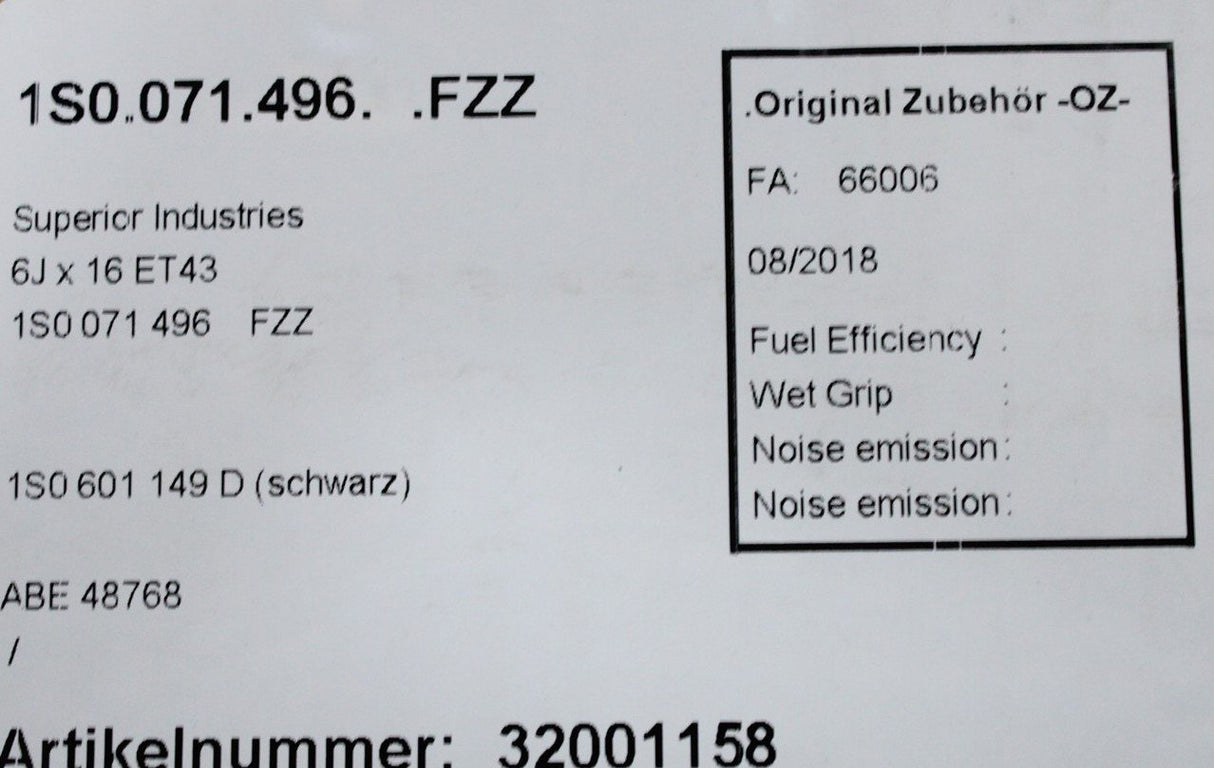 1S0.071.496. .FZZ
Superior Industries
6J x 16 ET43
1S0 071 496 FZZ
1S0 601 149 D (schwarz)
ABE 48768
/
Artikelnummer: 32001158
.Original Zubehör -OZ-
FA: 66006
08/2018
Fuel Efficiency :
Wet Grip :
Noise emission:
Noise emission: